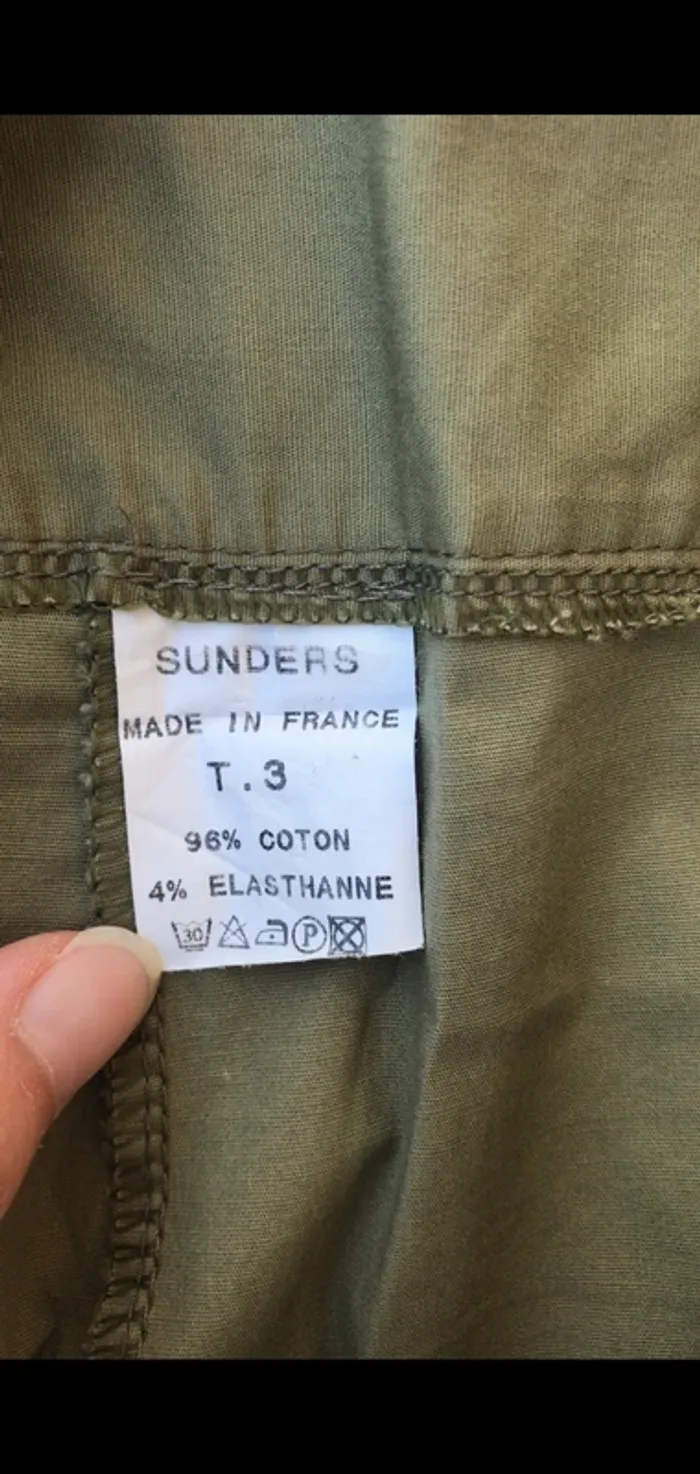 SUNDERS
MADE IN FRANCE
T.3
96% COTON
4% ELASTHANNE
30 P